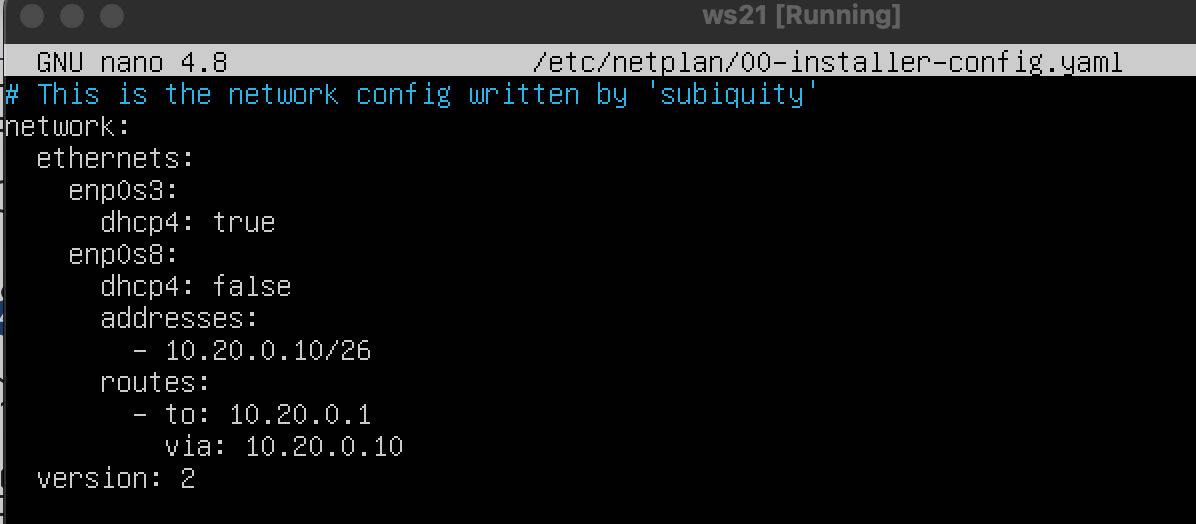 ws21 [Running]
GNU nano 4.8 /etc/netplan/00-installer-config.yaml
# This is the network config written by 'subiquity'
network:
  ethernets:
    enp0s3:
      dhcp4: true
    enp0s8:
      dhcp4: false
      addresses:
        - 10.20.0.10/26
      routes:
        - to: 10.20.0.1
          via: 10.20.0.10
  version: 2